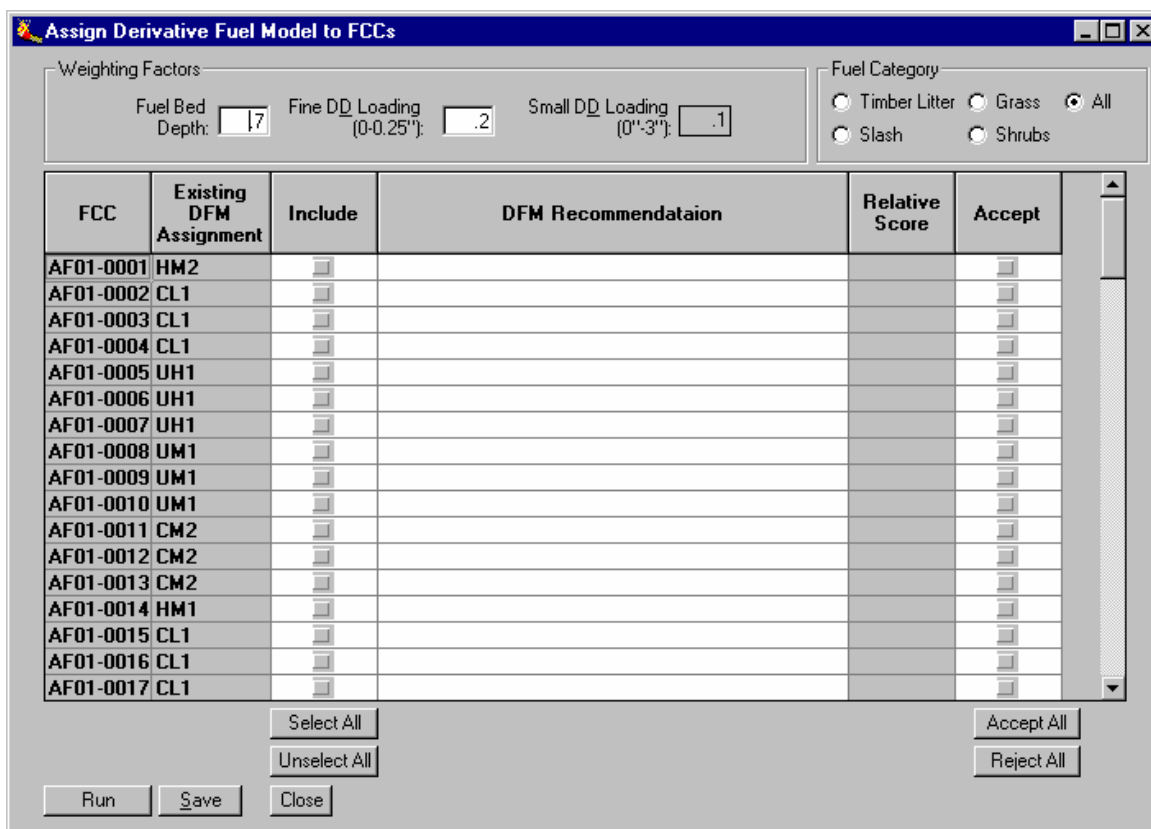 Assign Derivative Fuel Model to FCCs
Weighting Factors
Fuel Bed
Depth: .7
Fine DD Loading
(0-0.25"): .2
Small DD Loading
(0"-3"): .1
Fuel Category
Timber Litter Grass All
Slash Shrubs
FCC
Existing
DFM
Assignment
Include
DFM Recommendataion
Relative
Score
Accept
AF01-0001 HM2
AF01-0002 CL1
AF01-0003 CL1
AF01-0004 CL1
AF01-0005 UH1
AF01-0006 UH1
AF01-0007 UH1
AF01-0008 UM1
AF01-0009 UM1
AF01-0010 UM1
AF01-0011 CM2
AF01-0012 CM2
AF01-0013 CM2
AF01-0014 HM1
AF01-0015 CL1
AF01-0016 CL1
AF01-0017 CL1
Select All
Accept All
Unselect All
Reject All
Run
Save
Close